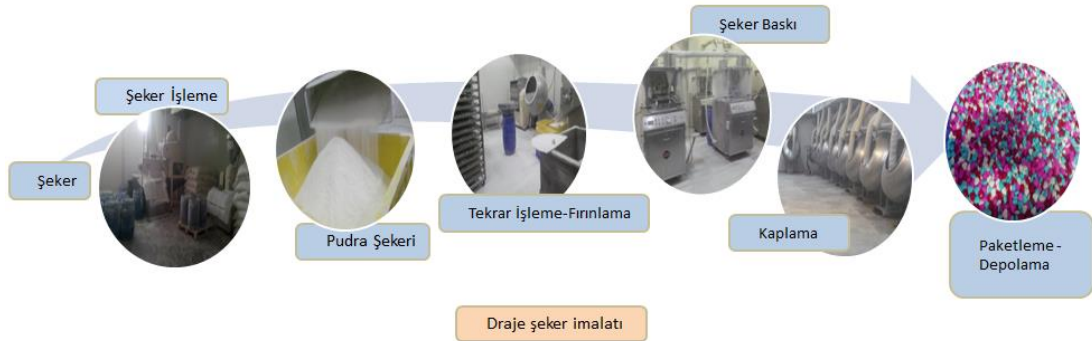 Şeker
Şeker İşleme
Pudra Şekeri
Tekrar İşleme-Fırınlama
Şeker Baskı
Kaplama
Paketleme -
Depolama
Draje şeker imalatı